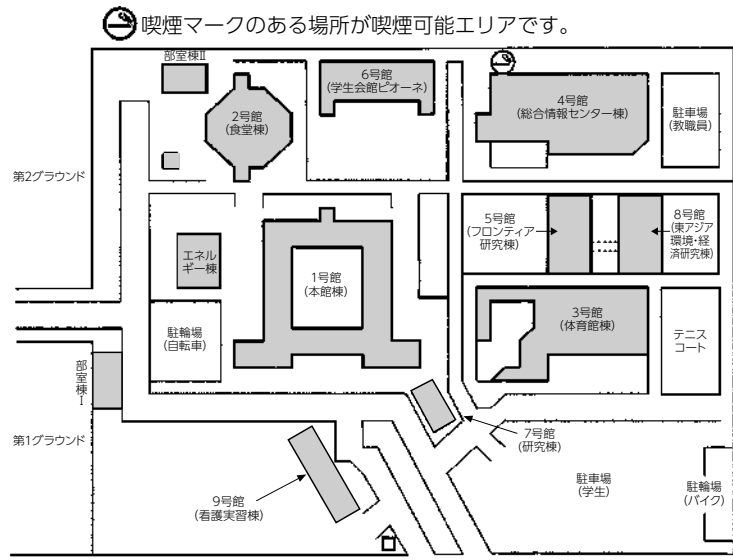 喫煙マークのある場所が喫煙可能エリアです。
部室棟Ⅱ
6号館
(学生会館ピオーネ)
4号館
(総合情報センター棟)
駐車場
(教職員)
2号館
(食堂棟)
第2グラウンド
5号館
(フロンティア
研究棟)
8号館
(東アジア
環境・経
済研究棟)
エネル
ギー棟
1号館
(本館棟)
3号館
(体育館棟)
駐輪場
(自転車)
テニス
コート
部室棟Ⅰ
第1グラウンド
7号館
(研究棟)
駐車場
(学生)
駐輪場
(バイク)
9号館
(看護実習棟)